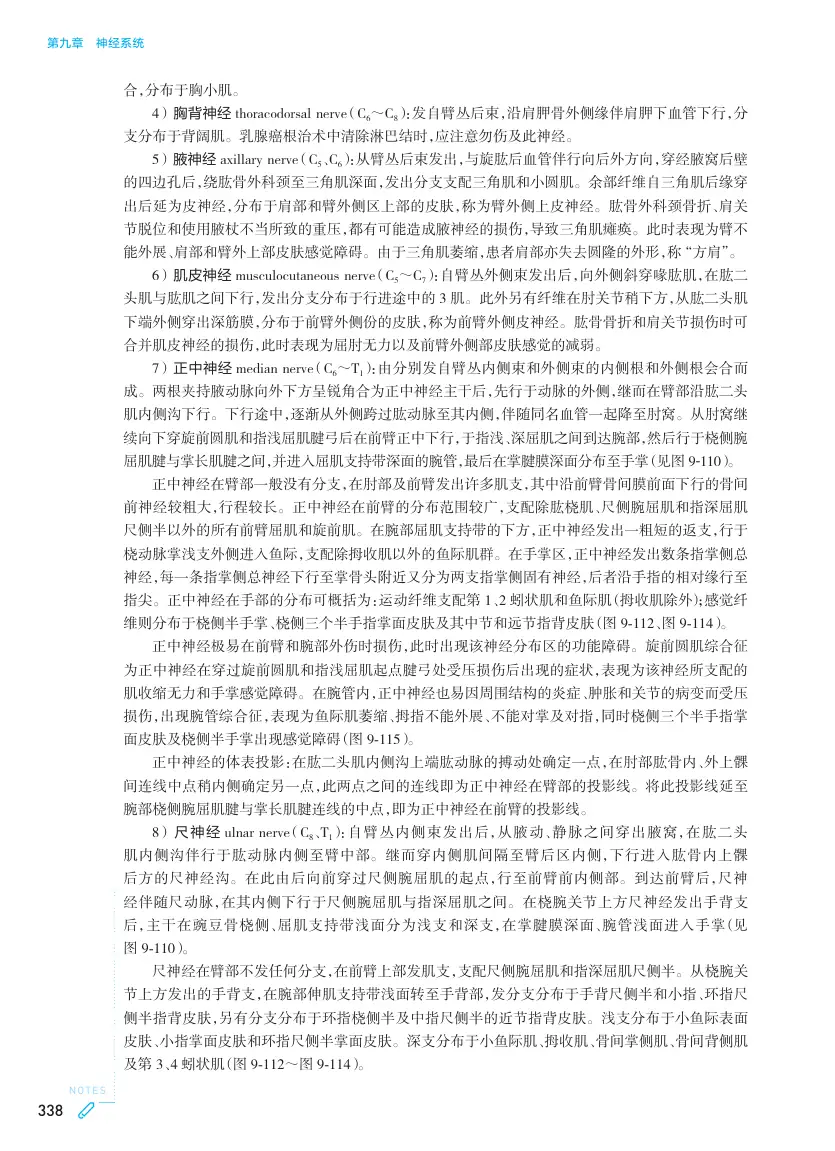 第九章 神经系统
合,分布于胸小肌。
4）胸背神经 thoracodorsal nerve（C6～C8）：发自臂丛后束,沿肩胛骨外侧缘伴肩胛下血管下行,分
支分布于背阔肌。乳腺癌根治术中清除淋巴结时,应注意勿伤及此神经。
5）腋神经 axillary nerve（C5、C6）：从臂丛后束发出,与旋肱后血管伴行向后外方向,穿经腋窝后壁
的四边孔后,绕肱骨外科颈至三角肌深面,发出分支支配三角肌和小圆肌。余部纤维自三角肌后缘穿
出后延为皮神经,分布于肩部和臂外侧区上部的皮肤,称为臂外侧上皮神经。肱骨外科颈骨折、肩关
节脱位和使用腋杖不当所致的重压,都有可能造成腋神经的损伤,导致三角肌瘫痪。此时表现为臂不
能外展、肩部和臂外上部皮肤感觉障碍。由于三角肌萎缩,患者肩部亦失去圆隆的外形,称“方肩”。
6）肌皮神经 musculocutaneous nerve（C5～C7）：自臂丛外侧束发出后,向外侧斜穿喙肱肌,在肱二
头肌与肱肌之间下行,发出分支分布于行进途中的 3 肌。此外另有纤维在肘关节稍下方,从肱二头肌
下端外侧穿出深筋膜,分布于前臂外侧份的皮肤,称为前臂外侧皮神经。肱骨骨折和肩关节损伤时可
合并肌皮神经的损伤,此时表现为屈肘无力以及前臂外侧部皮肤感觉的减弱。
7）正中神经 median nerve（C6～T1）：由分别发自臂丛内侧束和外侧束的内侧根和外侧根会合而
成。两根夹持腋动脉向外下方呈锐角合为正中神经主干后,先行于动脉的外侧,继而在臂部沿肱二头
肌内侧沟下行。下行途中,逐渐从外侧跨过肱动脉至其内侧,伴随同名血管一起降至肘窝。从肘窝继
续向下穿旋前圆肌和指浅屈肌腱弓后在前臂正中下行,于指浅、深屈肌之间到达腕部,然后行于桡侧腕
屈肌腱与掌长肌腱之间,并进入屈肌支持带深面的腕管,最后在掌腱膜深面分布至手掌（见图 9-110）。
正中神经在臂部一般没有分支,在肘部及前臂发出许多肌支,其中沿前臂骨间膜前面下行的骨间
前神经较粗大,行程较长。正中神经在前臂的分布范围较广,支配除肱桡肌、尺侧腕屈肌和指深屈肌
尺侧半以外的所有前臂屈肌和旋前肌。在腕部屈肌支持带的下方,正中神经发出一粗短的返支,行于
桡动脉掌浅支外侧进入鱼际,支配除拇收肌以外的鱼际肌群。在手掌区,正中神经发出数条指掌侧总
神经,每一条指掌侧总神经下行至掌骨头附近又分为两支指掌侧固有神经,后者沿手指的相对缘行至
指尖。正中神经在手部的分布可概括为：运动纤维支配第 1、2 蚓状肌和鱼际肌（拇收肌除外）；感觉纤
维则分布于桡侧半手掌、桡侧三个半手指掌面皮肤及其中节和远节指背皮肤（图 9-112、图 9-114）。
正中神经极易在前臂和腕部外伤时损伤,此时出现该神经分布区的功能障碍。旋前圆肌综合征
为正中神经在穿过旋前圆肌和指浅屈肌起点腱弓处受压损伤后出现的症状,表现为该神经所支配的
肌收缩无力和手掌感觉障碍。在腕管内,正中神经也易因周围结构的炎症、肿胀和关节的病变而受压
损伤,出现腕管综合征,表现为鱼际肌萎缩、拇指不能外展、不能对掌及对指,同时桡侧三个半手指掌
面皮肤及桡侧半手掌出现感觉障碍（图 9-115）。
正中神经的体表投影：在肱二头肌内侧沟上端肱动脉的搏动处确定一点,在肘部肱骨内、外上髁
间连线中点稍内侧确定另一点,此两点之间的连线即为正中神经在臂部的投影线。将此投影线延至
腕部桡侧腕屈肌腱与掌长肌腱连线的中点,即为正中神经在前臂的投影线。
8）尺神经 ulnar nerve（C8、T1）：自臂丛内侧束发出后,从腋动、静脉之间穿出腋窝,在肱二头
肌内侧沟伴行于肱动脉内侧至臂中部。继而穿内侧肌间隔至臂后区内侧,下行进入肱骨内上髁
后方的尺神经沟。在此由后向前穿过尺侧腕屈肌的起点,行至前臂前内侧部。到达前臂后,尺神
经伴随尺动脉,在其内侧下行于尺侧腕屈肌与指深屈肌之间。在桡腕关节上方尺神经发出手背支
后,主干在豌豆骨桡侧、屈肌支持带浅面分为浅支和深支,在掌腱膜深面、腕管浅面进入手掌（见
图 9-110）。
尺神经在臂部不发任何分支,在前臂上部发肌支,支配尺侧腕屈肌和指深屈肌尺侧半。从桡腕关
节上方发出的手背支,在腕部伸肌支持带浅面转至手背部,发分支分布于手背尺侧半和小指、环指尺
侧半指背皮肤,另有分支分布于环指桡侧半及中指尺侧半的近节指背皮肤。浅支分布于小鱼际表面
皮肤、小指掌面皮肤和环指尺侧半掌面皮肤。深支分布于小鱼际肌、拇收肌、骨间掌侧肌、骨间背侧肌
及第 3、4 蚓状肌（图 9-112～图 9-114）。
NOTES
338